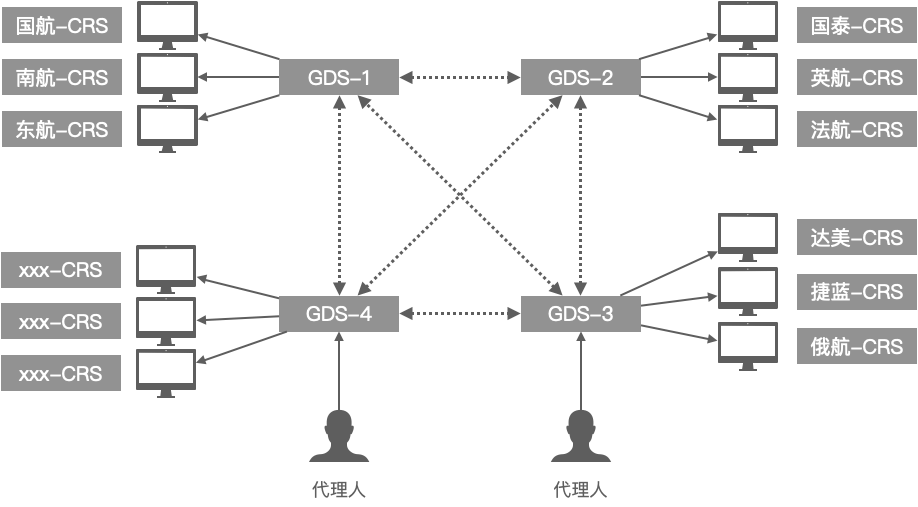 国航-CRS
南航-CRS
东航-CRS
GDS-1
GDS-2
国泰-CRS
英航-CRS
法航-CRS
xxx-CRS
xxx-CRS
xxx-CRS
GDS-4
GDS-3
达美-CRS
捷蓝-CRS
俄航-CRS
代理人
代理人